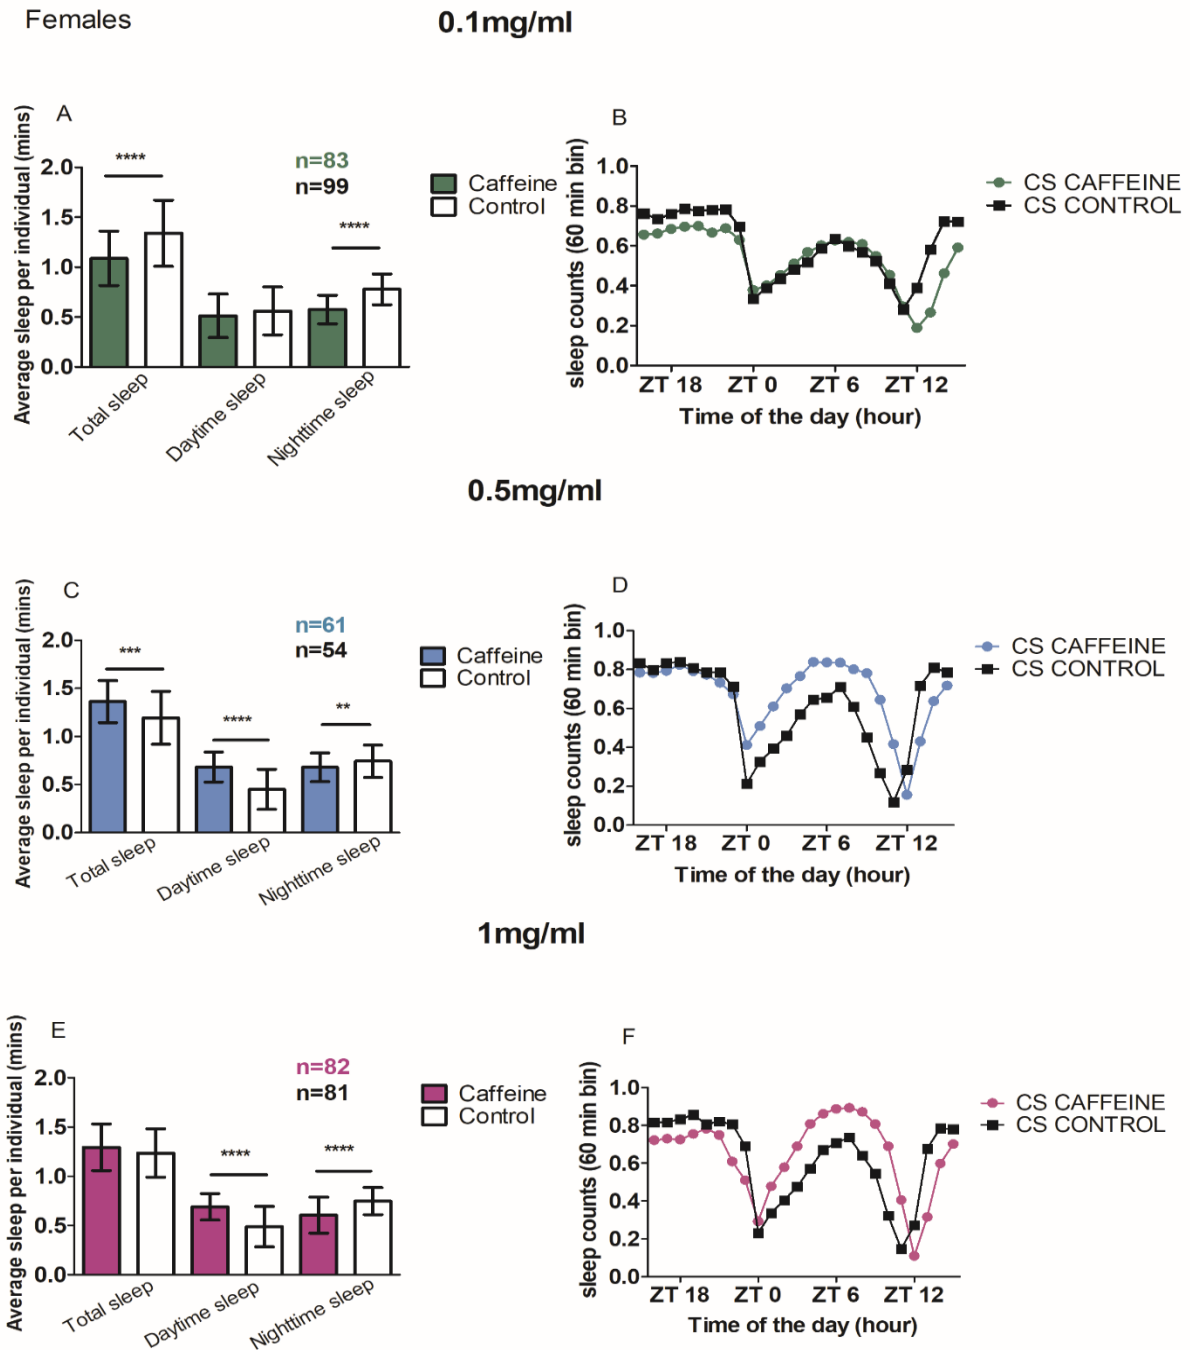 Females
0.1mg/ml
A
Average sleep per individual (mins)
2.0
1.5
1.0
0.5
0.0
****
****
n=83
n=99
Caffeine
Control
Total sleep
Daytime sleep
Nighttime sleep
B
sleep counts (60 min bin)
1.0
0.8
0.6
0.4
0.2
0.0
ZT 18 ZT 0 ZT 6 ZT 12
Time of the day (hour)
CS CAFFEINE
CS CONTROL
0.5mg/ml
C
Average sleep per individual (mins)
2.0
1.5
1.0
0.5
0.0
***
****
**
n=61
n=54
Caffeine
Control
Total sleep
Daytime sleep
Nighttime sleep
D
sleep counts (60 min bin)
1.0
0.8
0.6
0.4
0.2
0.0
ZT 18 ZT 0 ZT 6 ZT 12
Time of the day (hour)
CS CAFFEINE
CS CONTROL
1mg/ml
E
Average sleep per individual (mins)
2.0
1.5
1.0
0.5
0.0
****
****
n=82
n=81
Caffeine
Control
Total sleep
Daytime sleep
Nighttime sleep
F
sleep counts (60 min bin)
1.0
0.8
0.6
0.4
0.2
0.0
ZT 18 ZT 0 ZT 6 ZT 12
Time of the day (hour)
CS CAFFEINE
CS CONTROL